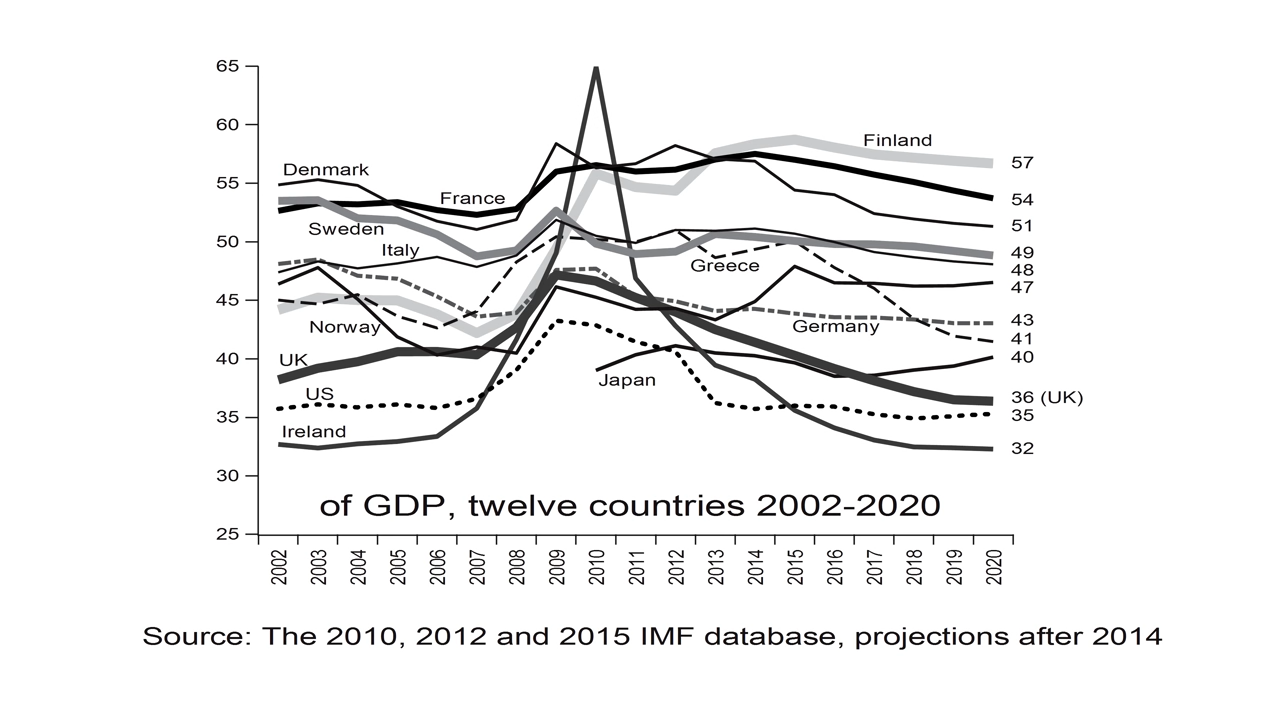 65
60
Finland
57
Denmark
55
France
54
Sweden
51
Italy
50
49
Greece
48
47
45
Norway
Germany
43
41
UK
40
40
Japan
US
36 (UK)
35
35
Ireland
32
30
of GDP, twelve countries 2002-2020
25
2002 2003 2004 2005 2006 2007 2008 2009 2010 2011 2012 2013 2014 2015 2016 2017 2018 2019 2020
Source: The 2010, 2012 and 2015 IMF database, projections after 2014